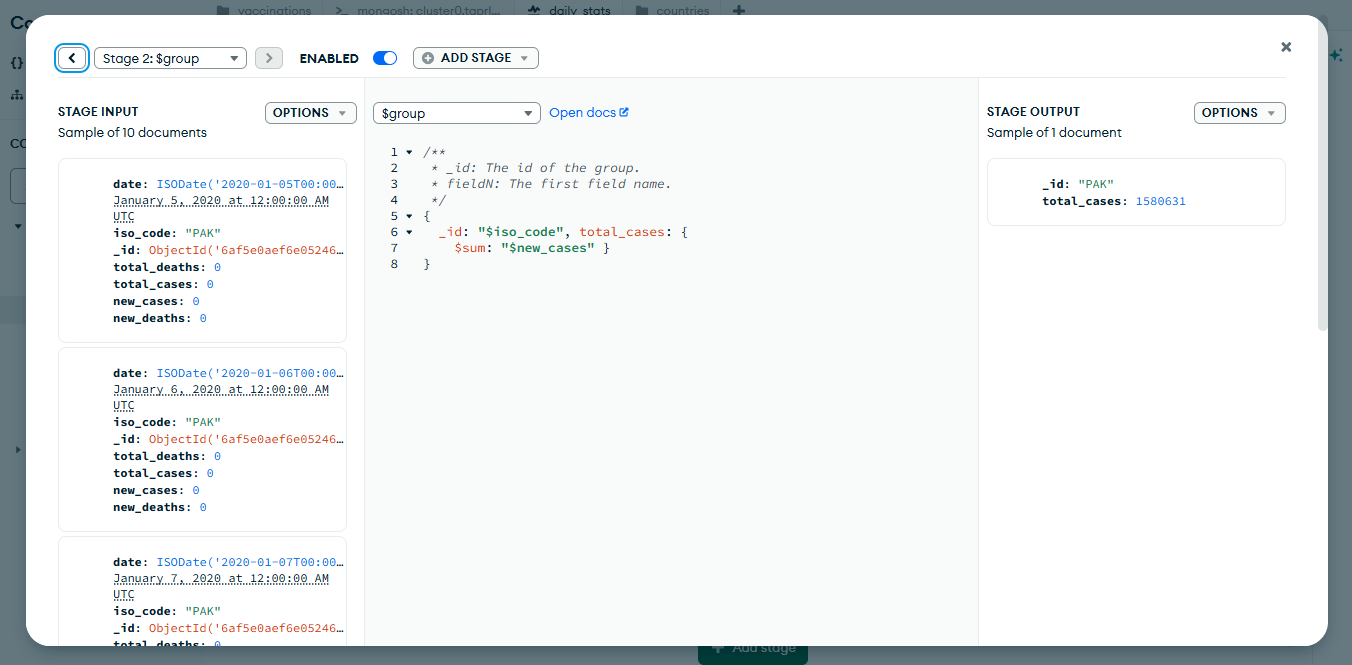 vaccinations
mongosh: cluster0.taprl...
daily_stats
countries
Stage 2: $group
ENABLED
ADD STAGE
STAGE INPUT
Sample of 10 documents
OPTIONS
date: ISODate('2020-01-05T00:00…
January 5, 2020 at 12:00:00 AM
UTC
iso_code: "PAK"
_id: ObjectId('6af5e0aef6e05246…
total_deaths: 0
total_cases: 0
new_cases: 0
new_deaths: 0
date: ISODate('2020-01-06T00:00…
January 6, 2020 at 12:00:00 AM
UTC
iso_code: "PAK"
_id: ObjectId('6af5e0aef6e05246…
total_deaths: 0
total_cases: 0
new_cases: 0
new_deaths: 0
date: ISODate('2020-01-07T00:00…
January 7, 2020 at 12:00:00 AM
UTC
iso_code: "PAK"
_id: ObjectId('6af5e0aef6e05246…
total_deaths: 0
$group
Open docs
1 /**
2 * _id: The id of the group.
3 * fieldN: The first field name.
4 */
5 {
6 _id: "$iso_code", total_cases: {
7 $sum: "$new_cases" }
8 }
STAGE OUTPUT
Sample of 1 document
OPTIONS
_id: "PAK"
total_cases: 1580631
Add stage